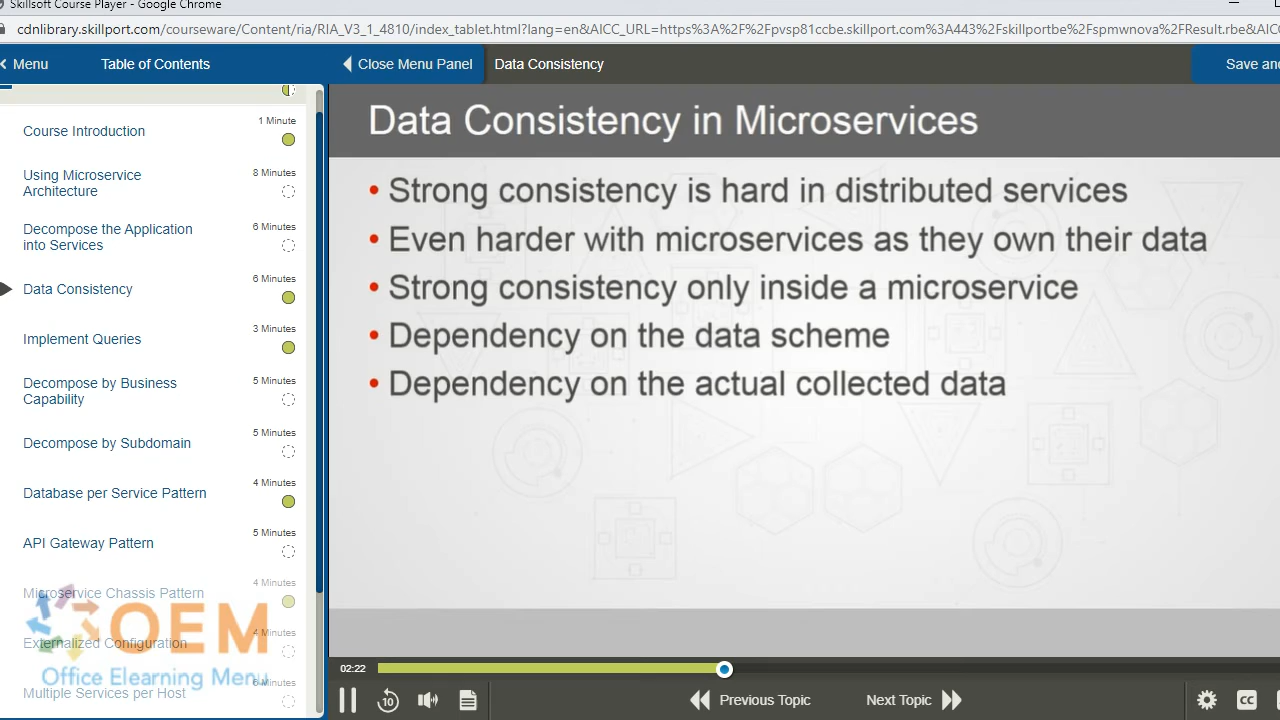 Skillsoft Course Player - Google Chrome
cdnlibrary.skillport.com/courseware/Content/ria/RIA_V3_1_4810/index_tablet.html?lang=en&AICC_URL=https%3A%2F%2Fpvsp81ccbe.skillport.com%3A443%2Fskillportbe%2Fspmwnova%2FResult.rbe&AIC
Menu
Table of Contents
Close Menu Panel
Data Consistency
Save and
1 Minute
Course Introduction
8 Minutes
Using Microservice
Architecture
6 Minutes
Decompose the Application
into Services
6 Minutes
Data Consistency
3 Minutes
Implement Queries
5 Minutes
Decompose by Business
Capability
5 Minutes
Decompose by Subdomain
4 Minutes
Database per Service Pattern
5 Minutes
API Gateway Pattern
4 Minutes
Microservice Chassis Pattern
4 Minutes
Externalized Configuration
6 Minutes
Multiple Services per Host
OEM
Office Elearning Menu
Data Consistency in Microservices
• Strong consistency is hard in distributed services
• Even harder with microservices as they own their data
• Strong consistency only inside a microservice
• Dependency on the data scheme
• Dependency on the actual collected data
02:22
10
Previous Topic
Next Topic
CC